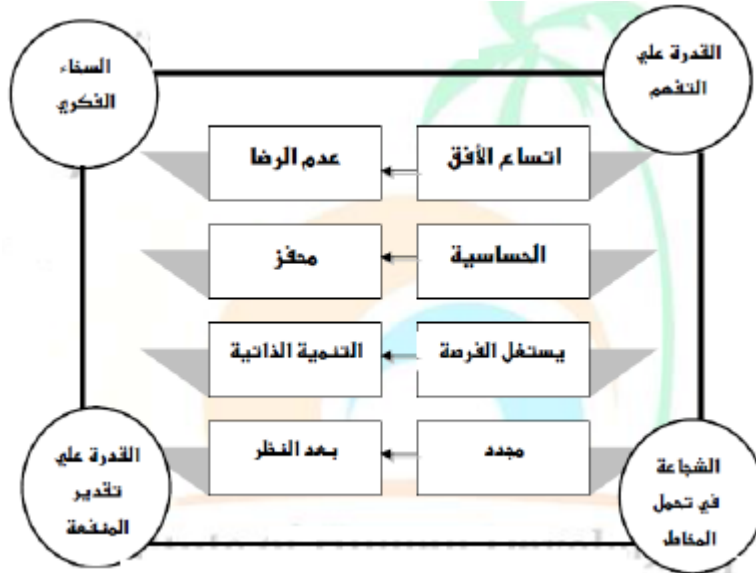 القدرة علي
التفهم
السخاء
الفكري
اتساع الأفق
عدم الرضا
الحساسية
محفز
يستغل الفرصة
التنمية الذاتية
مجدد
بعد النظر
الشجاعة
في تحمل
المخاطر
القدرة علي
تقدير
المنفعة